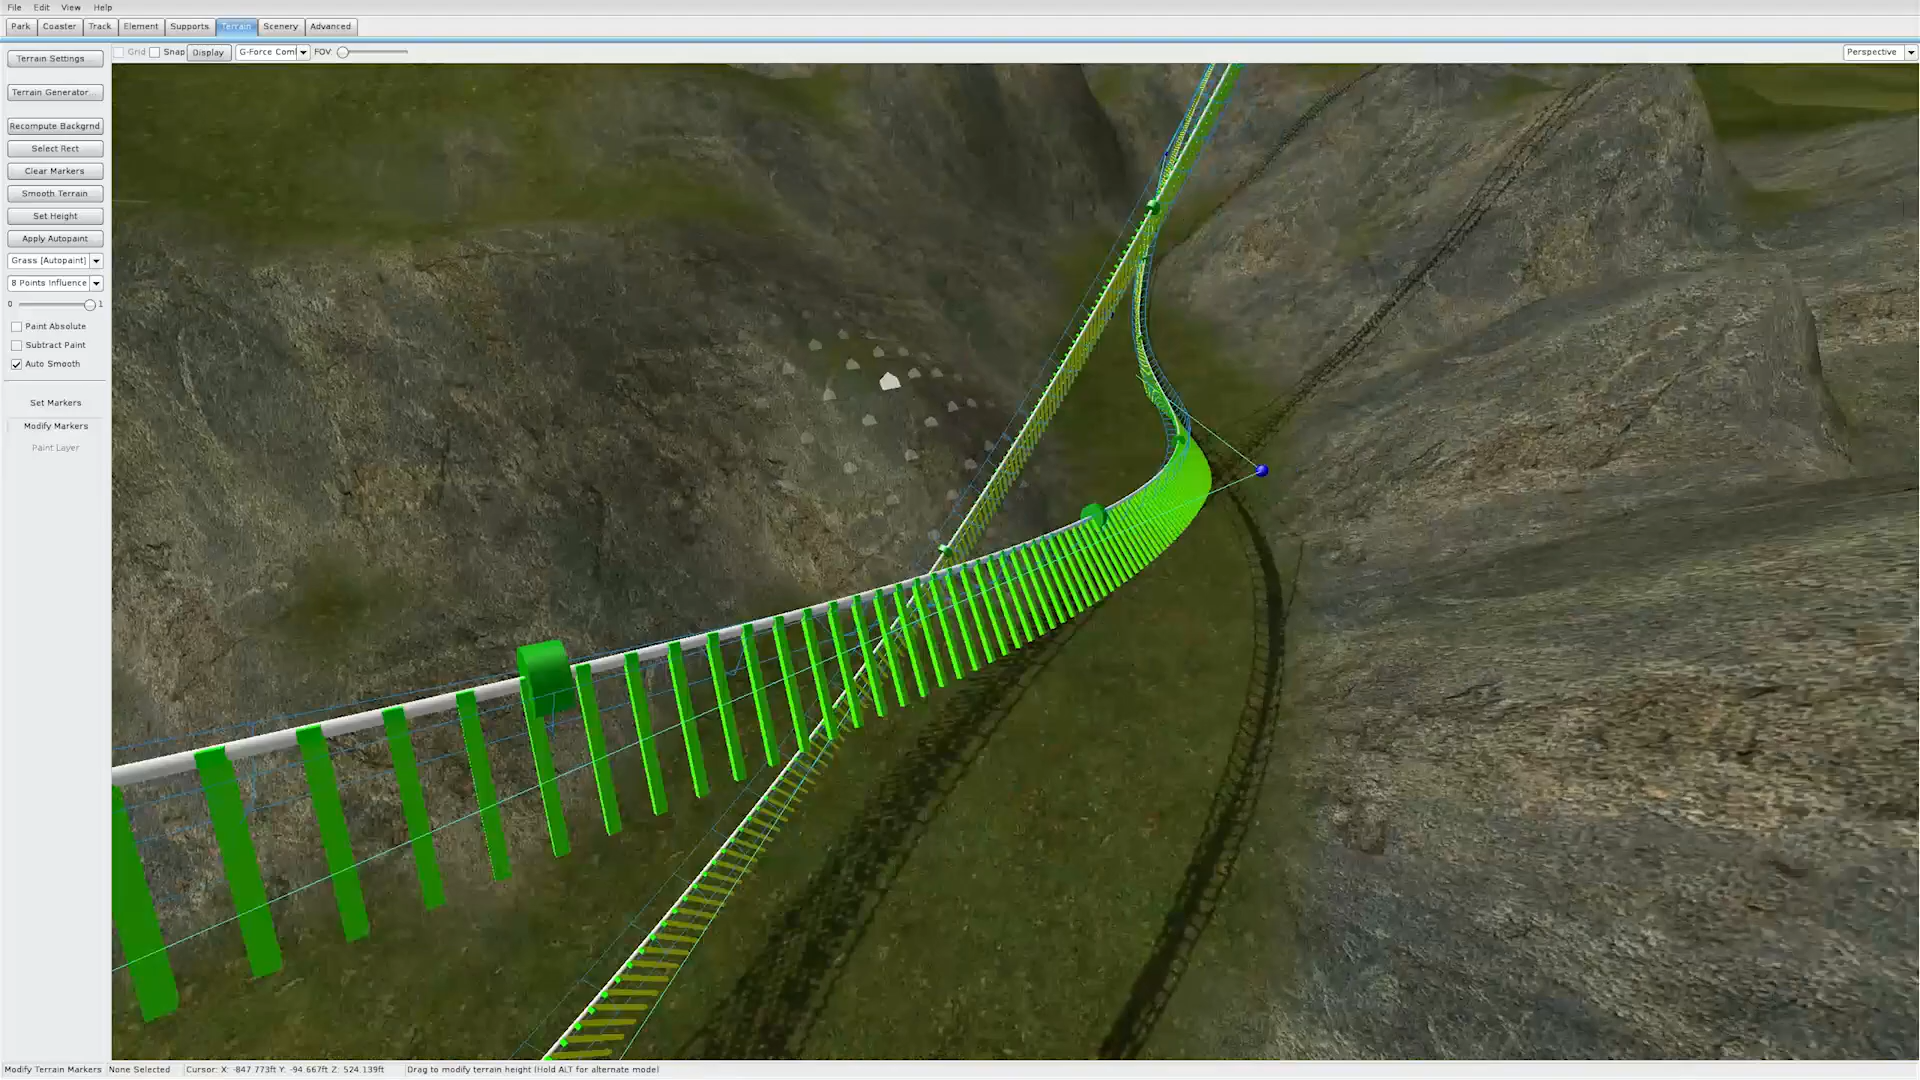 File Edit View Help
Park Coaster Track Element Supports Terrain Scenery Advanced
Grid Snap Display G-Force Coml FOV: Perspective
Terrain Settings
Terrain Generator...
Recompute Backgrnd
Select Rect
Clear Markers
Smooth Terrain
Set Height
Apply Autopaint
Grass [Autopaint]
8 Points Influence
0 1
Paint Absolute
Subtract Paint
Auto Smooth
Set Markers
Modify Markers
Paint Layer
Modify Terrain Markers None Selected Cursor: X: -847.773ft Y: -94.667ft Z: 524.139ft Drag to modify terrain height (Hold ALT for alternate mode)